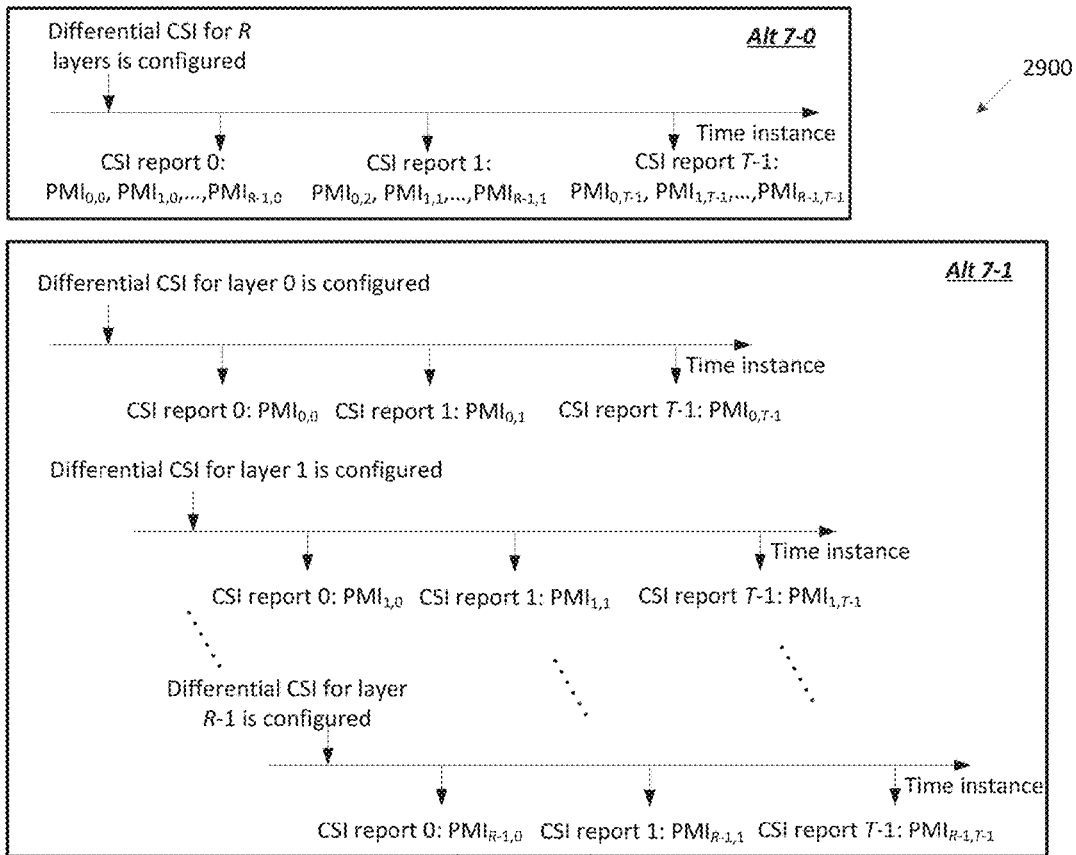 Differential CSI for R
layers is configured
Alt 7-0
2900
Time instance
CSI report 0: CSI report 1: CSI report T-1:
PMI0,0, PMI1,0,...,PMIR-1,0 PMI0,2, PMI1,1,...,PMIR-1,1 PMI0,T-1, PMI1,T-1,...,PMIR-1,T-1
Alt 7-1
Differential CSI for layer 0 is configured
Time instance
CSI report 0: PMI0,0 CSI report 1: PMI0,1 CSI report T-1: PMI0,T-1
Differential CSI for layer 1 is configured
Time instance
CSI report 0: PMI1,0 CSI report 1: PMI1,1 CSI report T-1: PMI1,T-1
Differential CSI for layer
R-1 is configured
Time instance
CSI report 0: PMIR-1,0 CSI report 1: PMIR-1,1 CSI report T-1: PMIR-1,T-1